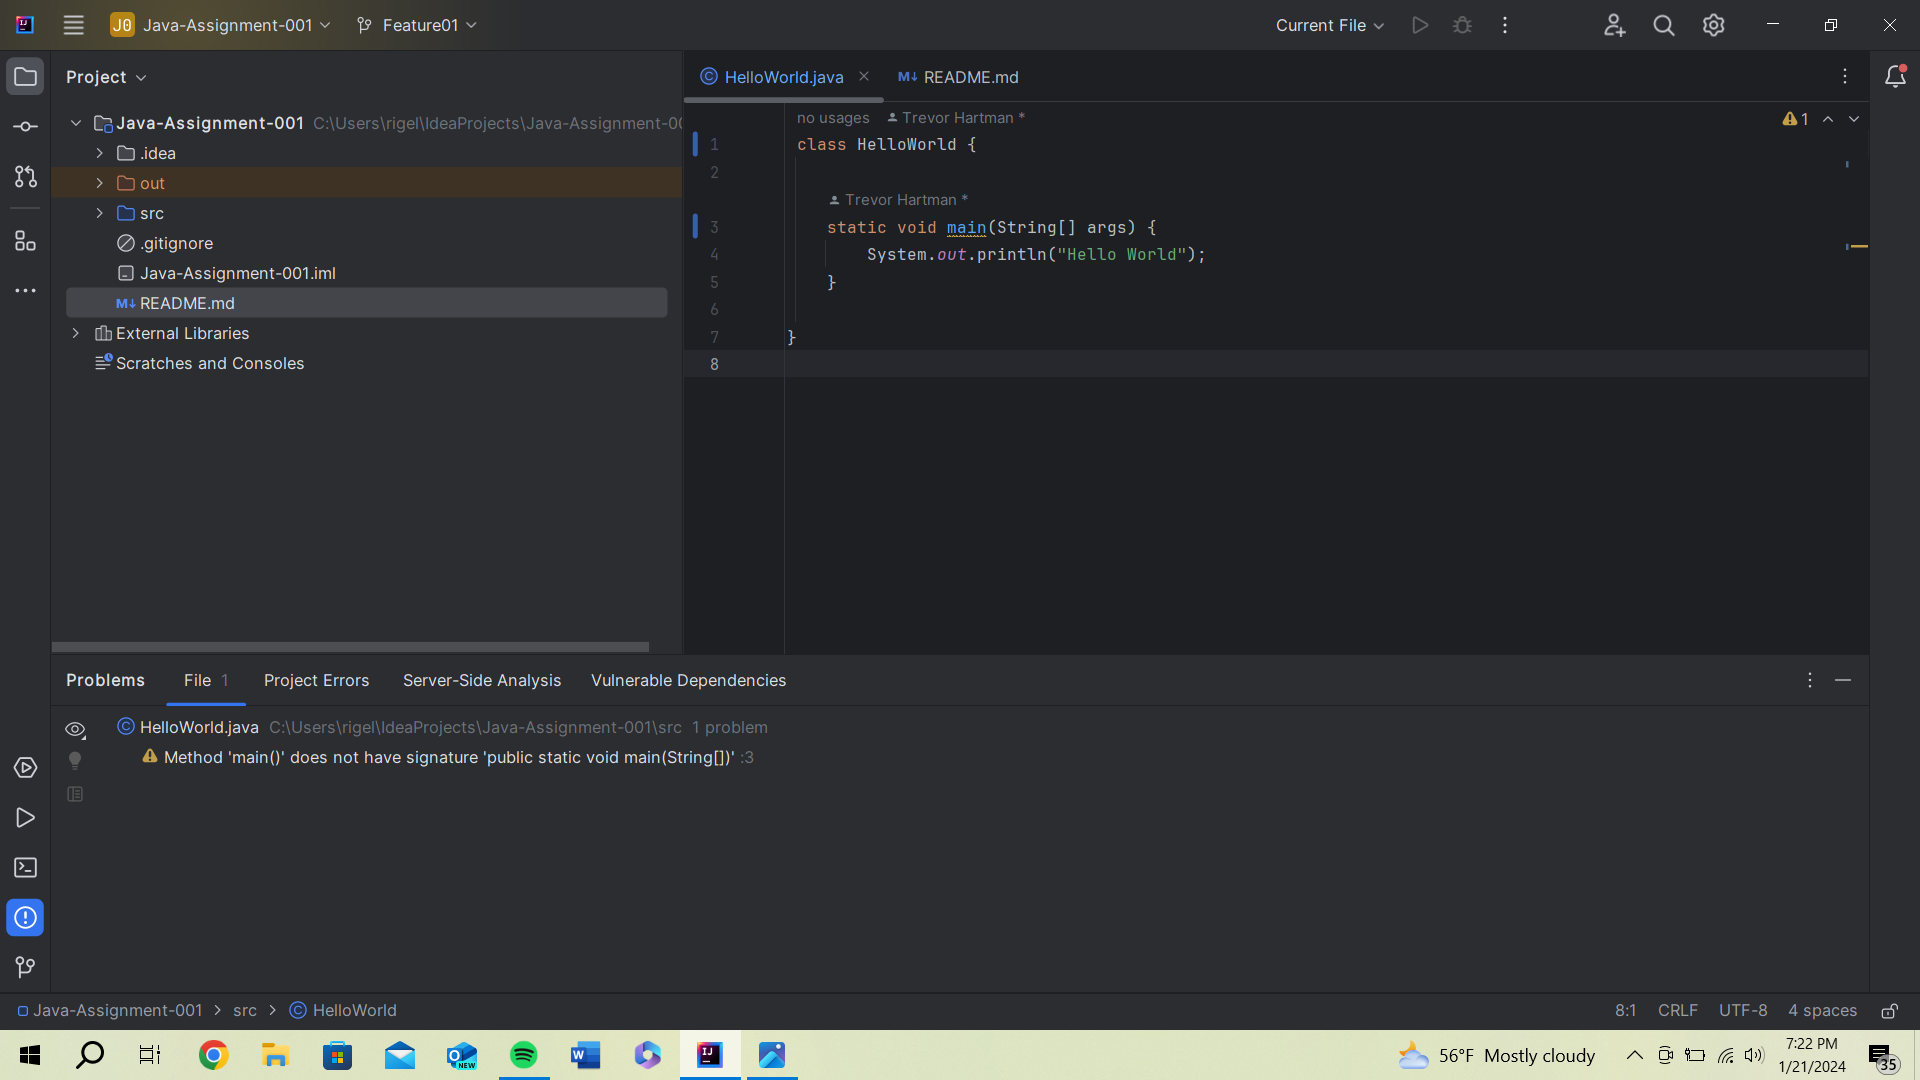 J0 Java-Assignment-001 Feature01 Current File
Project
Java-Assignment-001 C:\Users\rigel\IdeaProjects\Java-Assignment-00
.idea
out
src
.gitignore
Java-Assignment-001.iml
M↓ README.md
External Libraries
Scratches and Consoles
HelloWorld.java M↓ README.md
no usages Trevor Hartman *
1
1 class HelloWorld {
2
Trevor Hartman *
3 static void main(String[] args) {
4 System.out.println("Hello World");
5 }
6
7 }
8
Problems File 1 Project Errors Server-Side Analysis Vulnerable Dependencies
HelloWorld.java C:\Users\rigel\IdeaProjects\Java-Assignment-001\src 1 problem
Method 'main()' does not have signature 'public static void main(String[])' :3
Java-Assignment-001 > src > HelloWorld 8:1 CRLF UTF-8 4 spaces
NEW
56°F Mostly cloudy
7:22 PM
1/21/2024
35